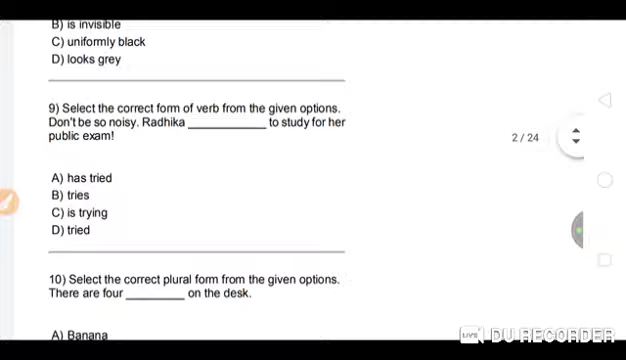 B) is invisible
C) uniformly black
D) looks grey
9) Select the correct form of verb from the given options.
Don't be so noisy. Radhika ____________ to study for her
public exam!
2 / 24
A) has tried
B) tries
C) is trying
D) tried
10) Select the correct plural form from the given options.
There are four _________ on the desk.
A) Banana
LIVE DU RECORDER